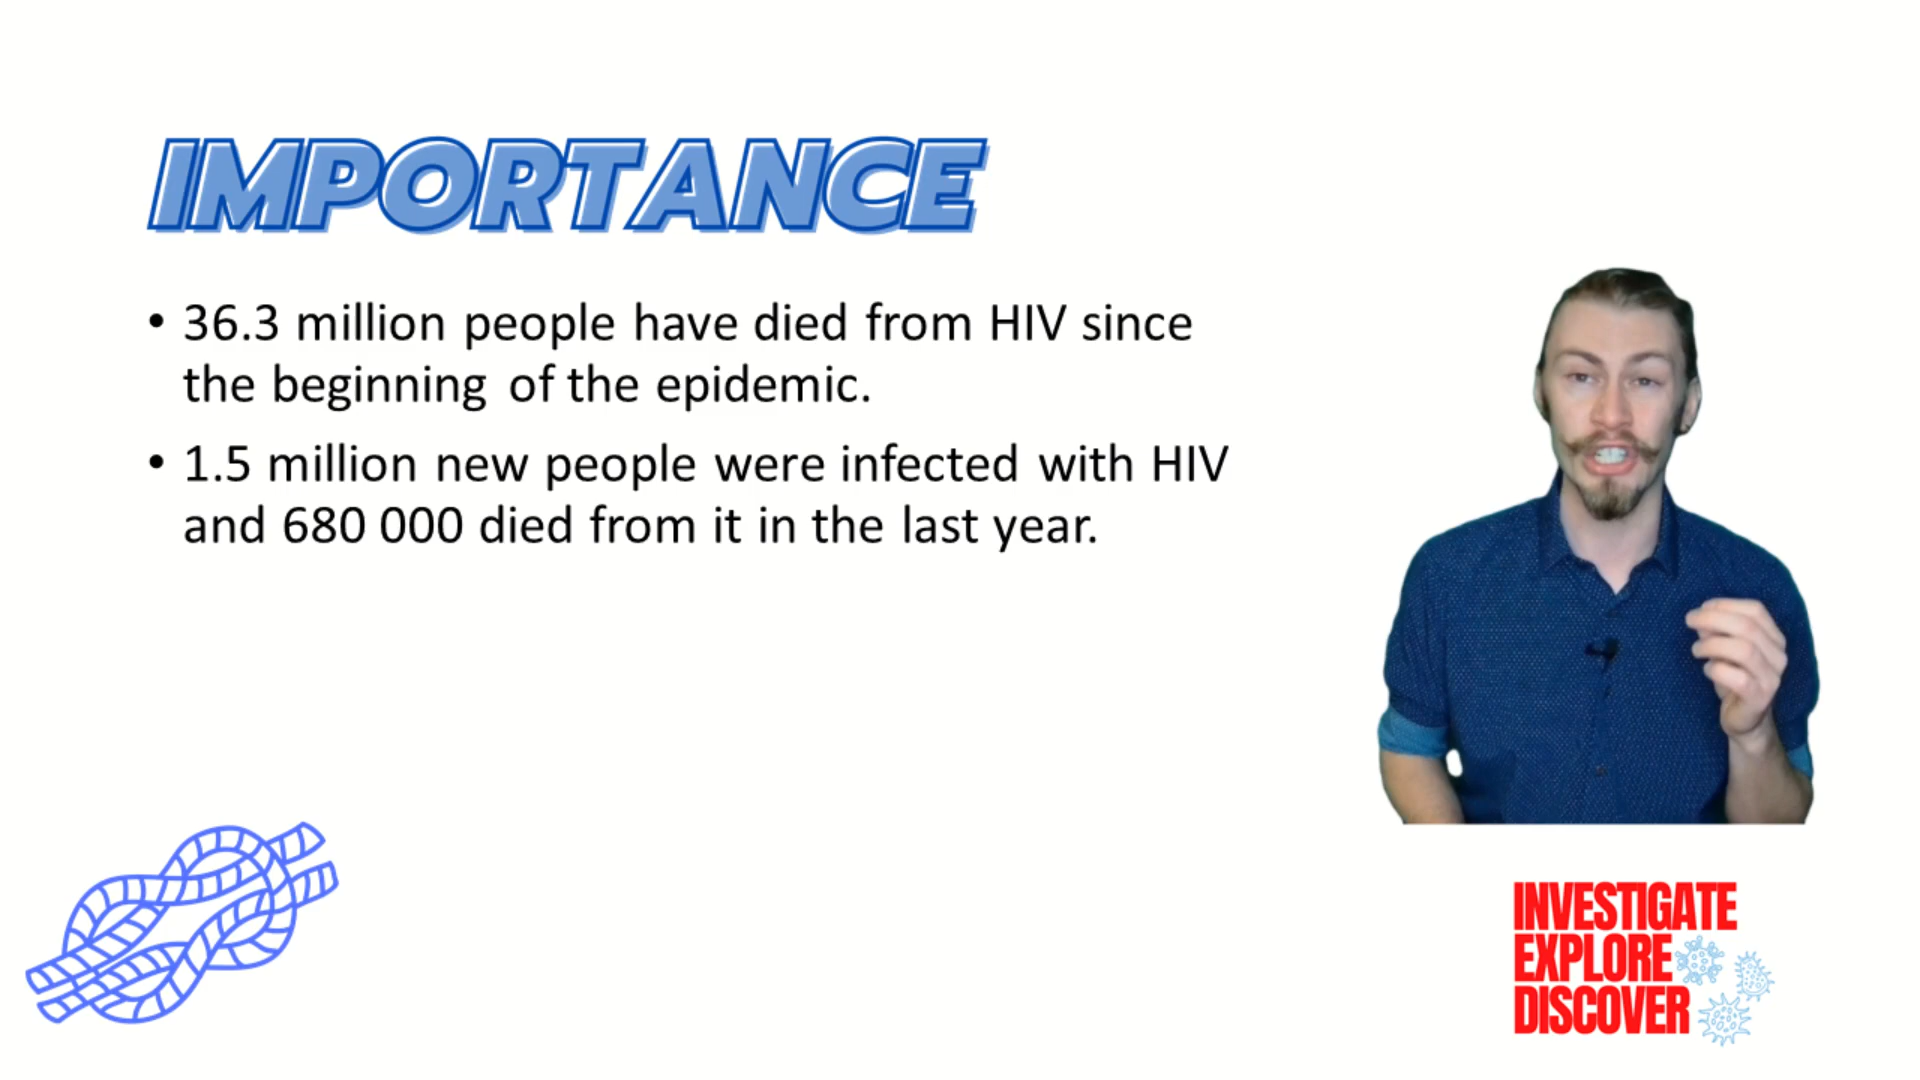 IMPORTANCE
• 36.3 million people have died from HIV since
the beginning of the epidemic.
• 1.5 million new people were infected with HIV
and 680 000 died from it in the last year.
INVESTIGATE
EXPLORE
DISCOVER